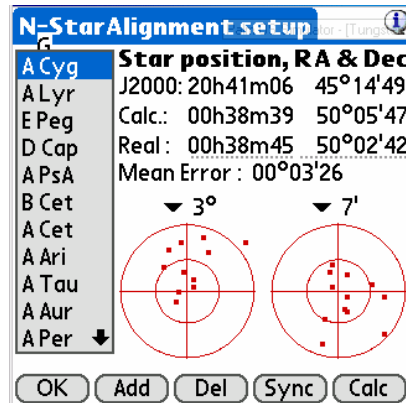 N-StarAlignment setup
Star position, RA & Dec
A Cyg
J2000: 20h41m06 45°14'49
A Lyr
Calc.: 00h38m39 50°05'47
E Peg
Real : 00h38m45 50°02'42
D Cap
Mean Error : 00°03'26
A PsA
B Cet
3°
7'
A Cet
A Ari
A Tau
A Aur
A Per
OK
Add
Del
Sync
Calc